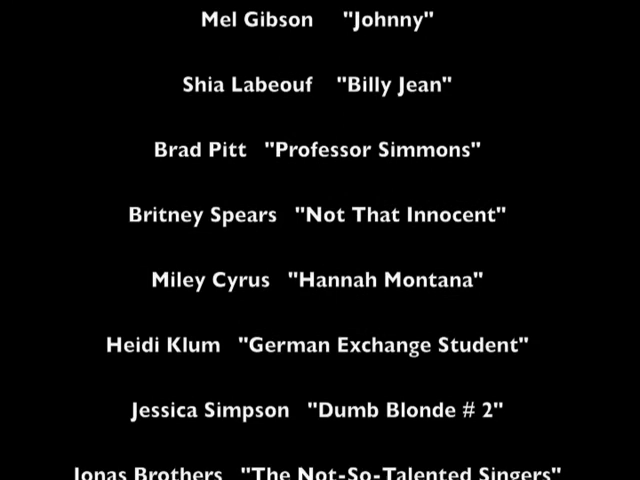 Mel Gibson "Johnny"
Shia Labeouf "Billy Jean"
Brad Pitt "Professor Simmons"
Britney Spears "Not That Innocent"
Miley Cyrus "Hannah Montana"
Heidi Klum "German Exchange Student"
Jessica Simpson "Dumb Blonde # 2"
Jonas Brothers "The Not-So-Talented Singers"